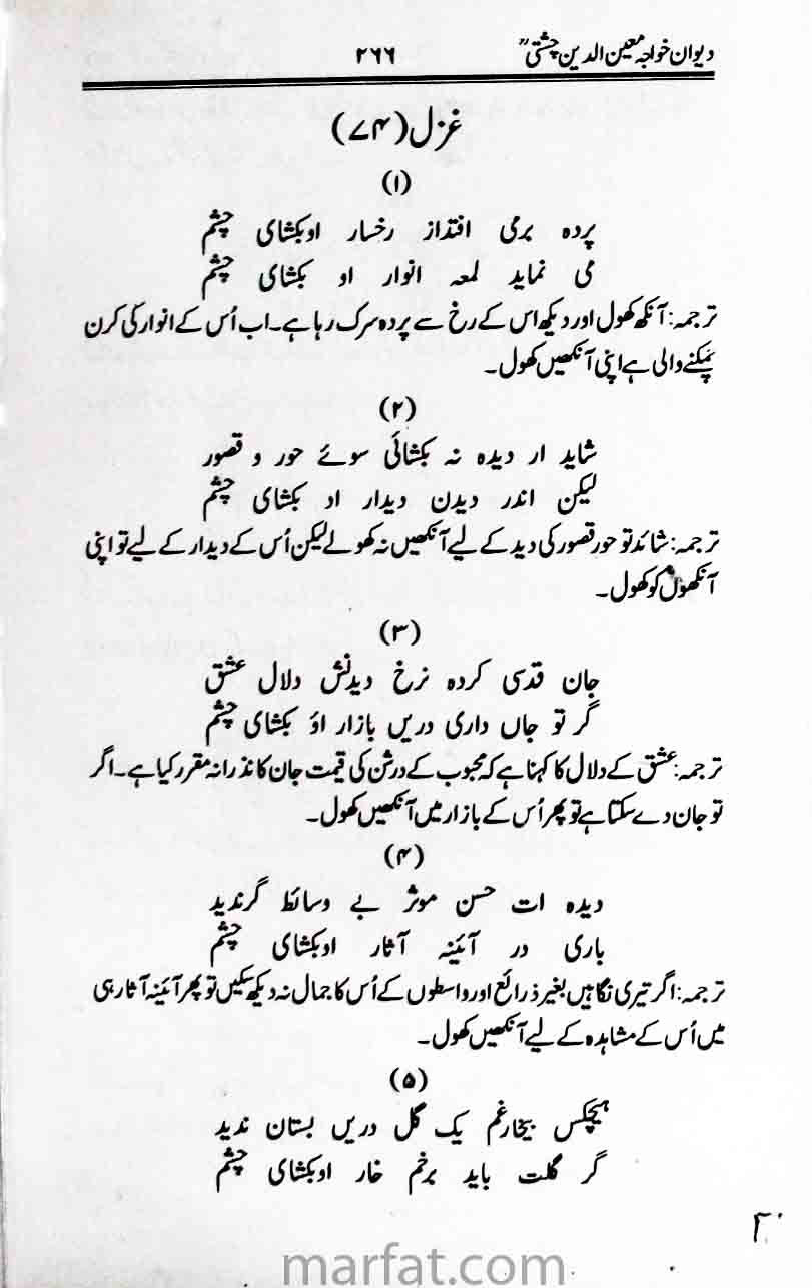 دیوان خواجہ معین الدین چشتیؒ ۲۶۶
غزل (۷۴)
(۱)
پردہ برمی افتداز رخسار اوبکشای چشم
می نماید لمعہ انوار او بکشای چشم
ترجمہ: آنکھ کھول اور دیکھ اس کے رخ سے پردہ سرک رہا ہے۔ اب اُس کے انوار کی کرن
چمکنے والی ہے اپنی آنکھیں کھول۔
(۲)
شاید ار دیدہ نہ بکشائی سوئے حور و قصور
لیکن اندر دیدن دیدار او بکشای چشم
ترجمہ: شائد تو حور قصور کی دید کے لیے آنکھیں نہ کھولے لیکن اُس کے دیدار کے لیے تو اپنی
آنکھوں کو کھول۔
(۳)
جان قدسی کردہ نرخ دیدنش دلال عشق
گر تو جاں داری دریں بازار اوٗ بکشای چشم
ترجمہ: عشق کے دلال کا کہنا ہے کہ محبوب کے درشن کی قیمت جان کا نذرانہ مقرر کیا ہے۔ اگر
تو جان دے سکتا ہے تو پھر اُس کے بازار میں آنکھیں کھول۔
(۴)
دیدہ ات حسن موثر بے وسائط گرندید
باری در آئینہ آثار اوبکشای چشم
ترجمہ: اگر تیری نگاہیں بغیر ذرائع اور واسطوں کے اُس کا جمال نہ دیکھ سکیں تو پھر آئینہ آثار ہی
میں اُس کے مشاہدہ کے لیے آنکھیں کھول۔
(۵)
ہیچکس بیخارغم یک گل دریں بستان ندید
گر گلت باید برخم خار اوبکشای چشم
marfat.com